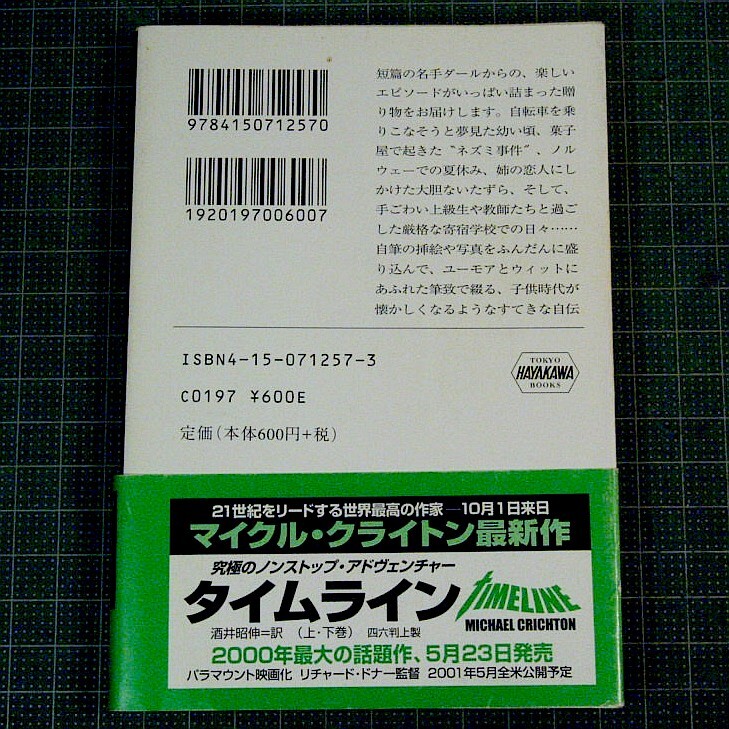 9784150712570
1920197006007
短篇の名手ダールからの、楽しい
エピソードがいっぱい詰まった贈
り物をお届けします。自転車を乗
りこなそうと夢見た幼い頃、菓子
屋で起きた〝ネズミ事件〟、ノル
ウェーでの夏休み、姉の恋人にし
かけた大胆ないたずら、そして、
手ごわい上級生や教師たちと過ご
した厳格な寄宿学校での日々……
自筆の挿絵や写真をふんだんに盛
り込んで、ユーモアとウィットに
あふれた筆致で綴る、子供時代が
懐かしくなるようなすてきな自伝
ISBN4-15-071257-3
C0197 ¥600E
定価(本体600円+税)
TOKYO
HAYAKAWA
BOOKS
21世紀をリードする世界最高の作家―10月1日来日
マイクル・クライトン最新作
究極のノンストップ・アドヴェンチャー
タイムライン
TIMELINE
MICHAEL CRICHTON
酒井昭伸=訳 (上・下巻) 四六判上製
2000年最大の話題作、5月23日発売
パラマウント映画化 リチャード・ドナー監督 2001年5月全米公開予定